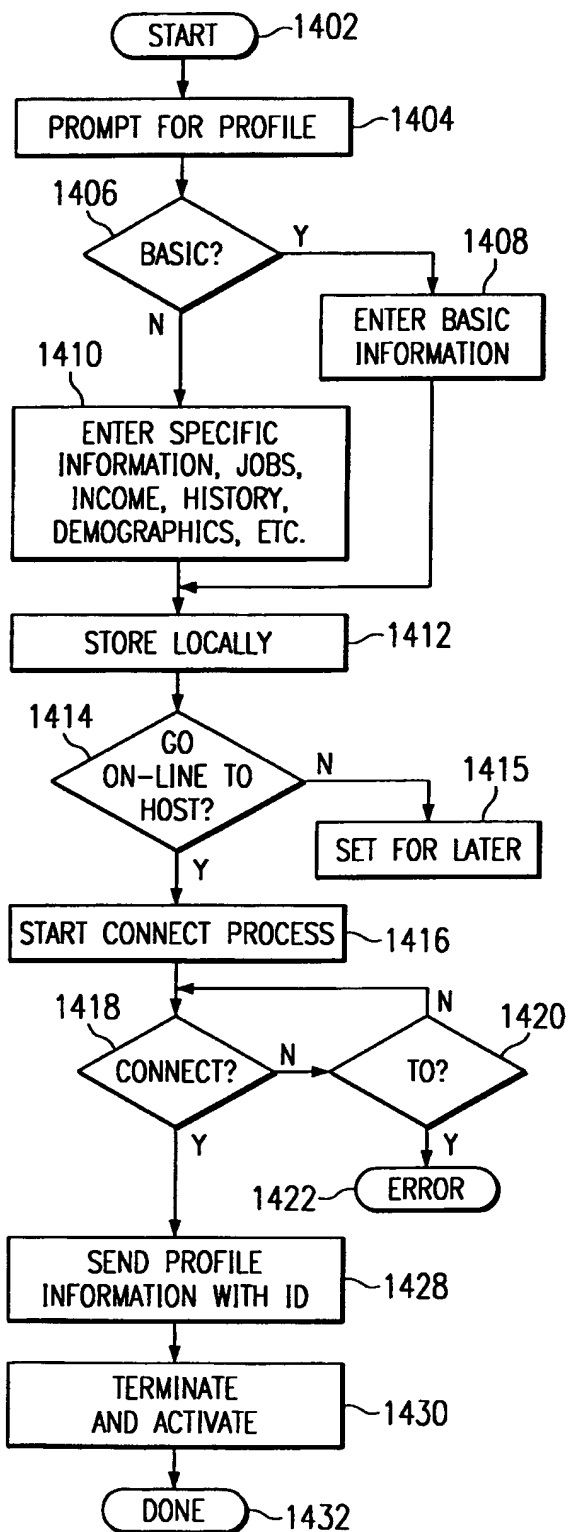 START
1402
PROMPT FOR PROFILE
1404
1406
BASIC?
Y
N
1408
ENTER BASIC
INFORMATION
1410
ENTER SPECIFIC
INFORMATION, JOBS,
INCOME, HISTORY,
DEMOGRAPHICS, ETC.
STORE LOCALLY
1412
1414
GO
ON-LINE TO
HOST?
N
Y
1415
SET FOR LATER
START CONNECT PROCESS
1416
1418
CONNECT?
N
Y
N
1420
TO?
Y
1422
ERROR
SEND PROFILE
INFORMATION WITH ID
1428
TERMINATE
AND ACTIVATE
1430
DONE
1432